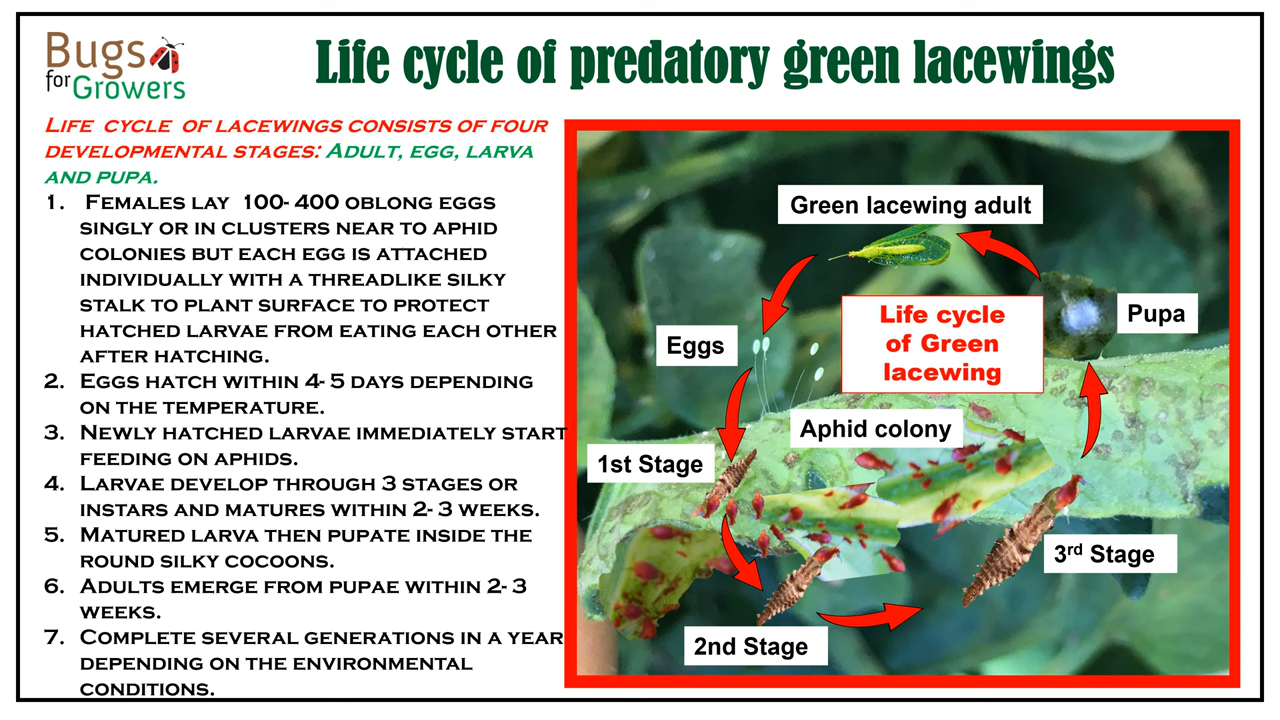 Bugs
for Growers
Life cycle of predatory green lacewings
LIFE CYCLE OF LACEWINGS CONSISTS OF FOUR
DEVELOPMENTAL STAGES: ADULT, EGG, LARVA
AND PUPA.
1. FEMALES LAY 100- 400 OBLONG EGGS
SINGLY OR IN CLUSTERS NEAR TO APHID
COLONIES BUT EACH EGG IS ATTACHED
INDIVIDUALLY WITH A THREADLIKE SILKY
STALK TO PLANT SURFACE TO PROTECT
HATCHED LARVAE FROM EATING EACH OTHER
AFTER HATCHING.
2. EGGS HATCH WITHIN 4- 5 DAYS DEPENDING
ON THE TEMPERATURE.
3. NEWLY HATCHED LARVAE IMMEDIATELY START
FEEDING ON APHIDS.
4. LARVAE DEVELOP THROUGH 3 STAGES OR
INSTARS AND MATURES WITHIN 2- 3 WEEKS.
5. MATURED LARVA THEN PUPATE INSIDE THE
ROUND SILKY COCOONS.
6. ADULTS EMERGE FROM PUPAE WITHIN 2- 3
WEEKS.
7. COMPLETE SEVERAL GENERATIONS IN A YEAR
DEPENDING ON THE ENVIRONMENTAL
CONDITIONS.
Green lacewing adult
Pupa
Life cycle
of Green
lacewing
Eggs
Aphid colony
1st Stage
3rd Stage
2nd Stage